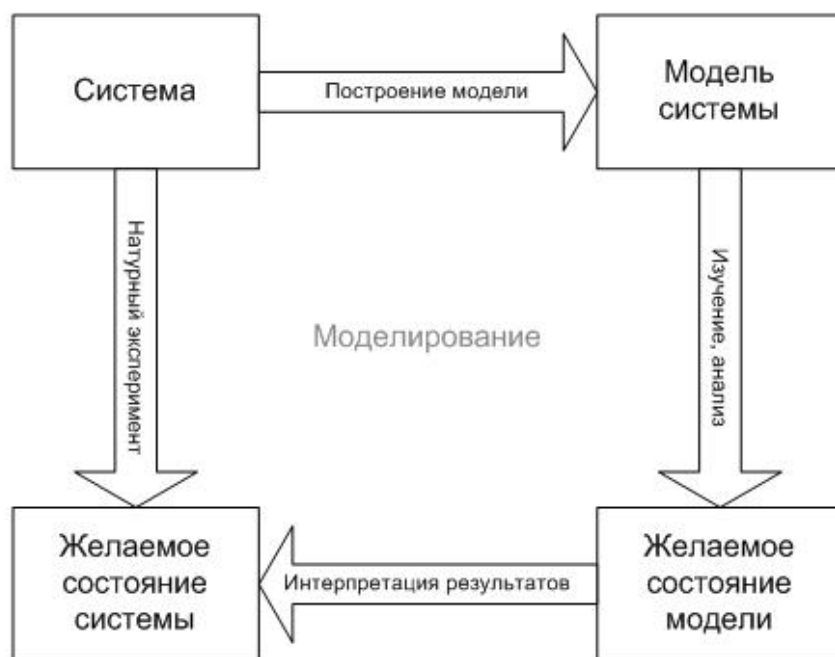 Система
Построение модели
Модель
системы
Натурный эксперимент
Моделирование
Изучение, анализ
Желаемое
состояние
системы
Интерпретация результатов
Желаемое
состояние
модели